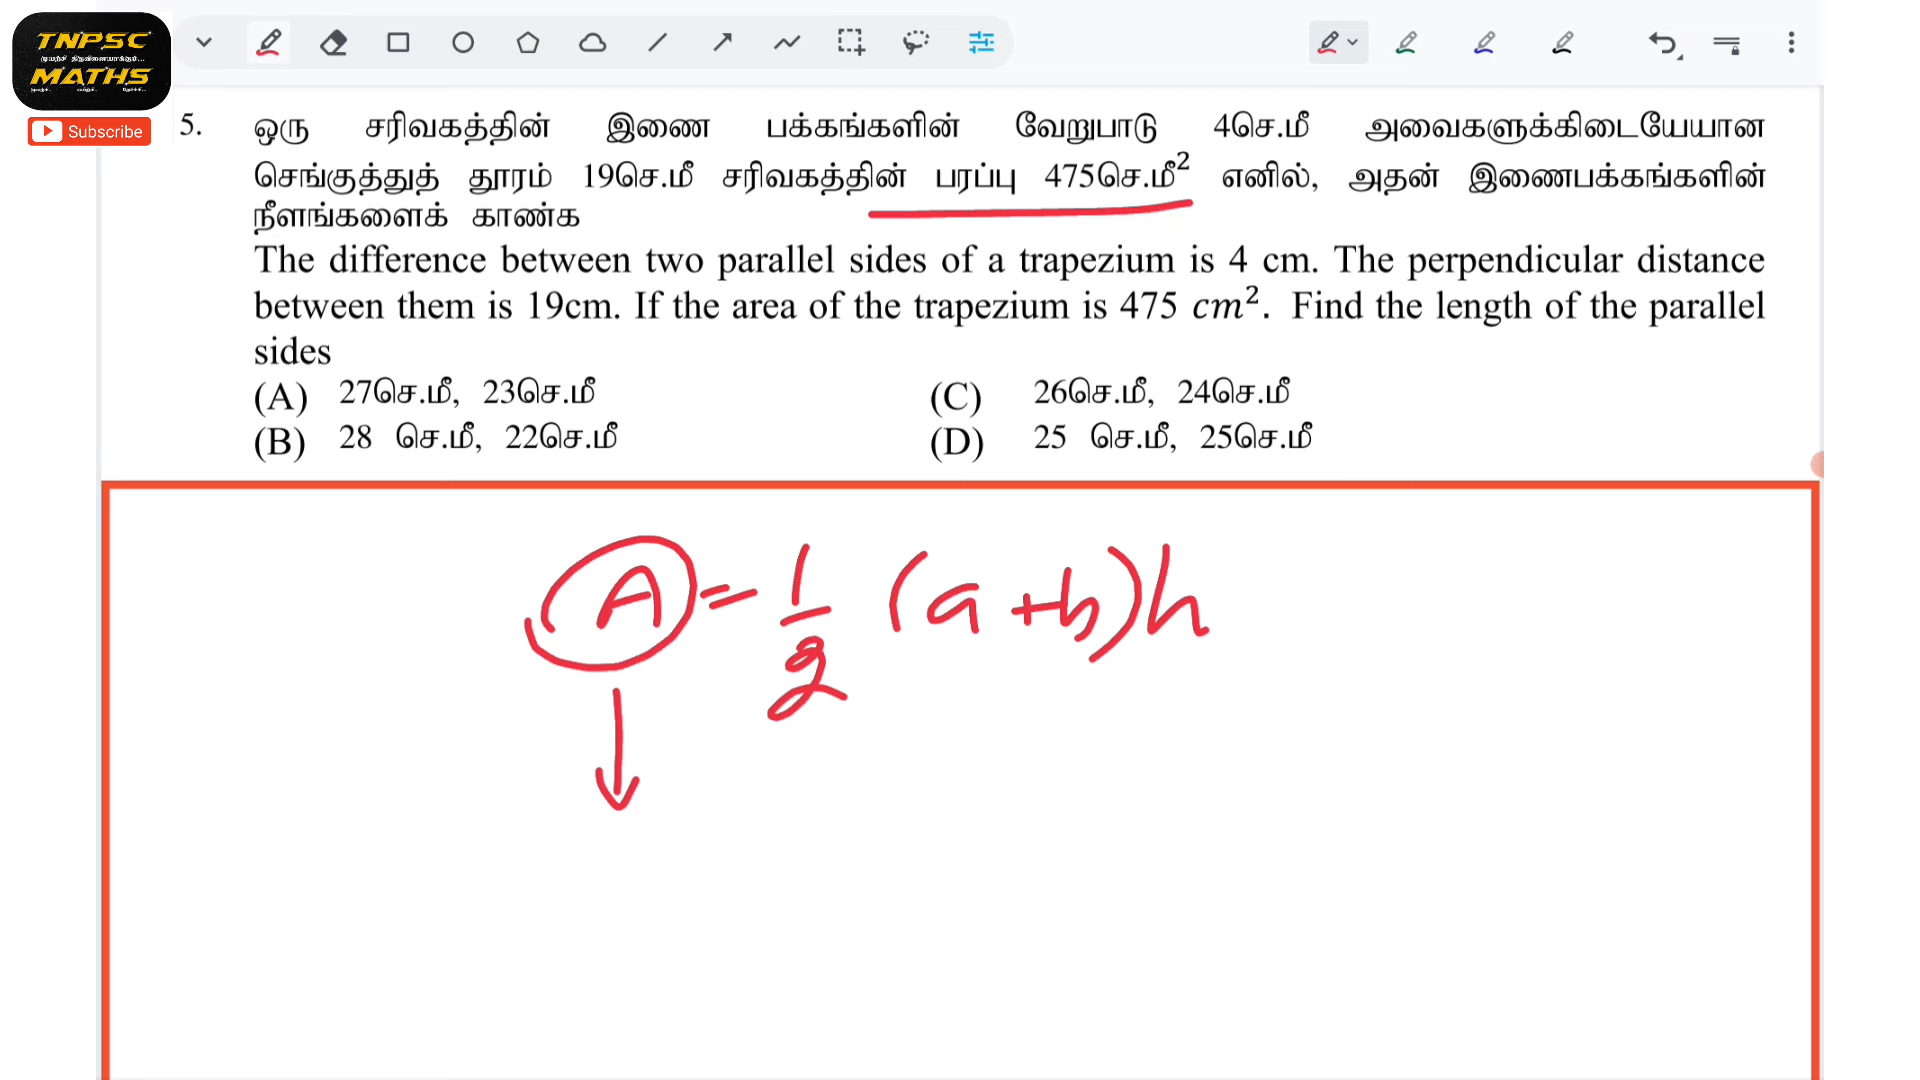 TNPSC
MATHS
Subscribe
5. ஒரு சரிவகத்தின் இணை பக்கங்களின் வேறுபாடு 4செ.மீ அவைகளுக்கிடையேயான
செங்குத்துத் தூரம் 19செ.மீ சரிவகத்தின் பரப்பு 475செ.மீ² எனில், அதன் இணைபக்கங்களின்
நீளங்களைக் காண்க
The difference between two parallel sides of a trapezium is 4 cm. The perpendicular distance
between them is 19cm. If the area of the trapezium is 475 cm². Find the length of the parallel
sides
(A) 27செ.மீ, 23செ.மீ (C) 26செ.மீ, 24செ.மீ
(B) 28 செ.மீ, 22செ.மீ (D) 25 செ.மீ, 25செ.மீ
A = 1/2 (a+b)h